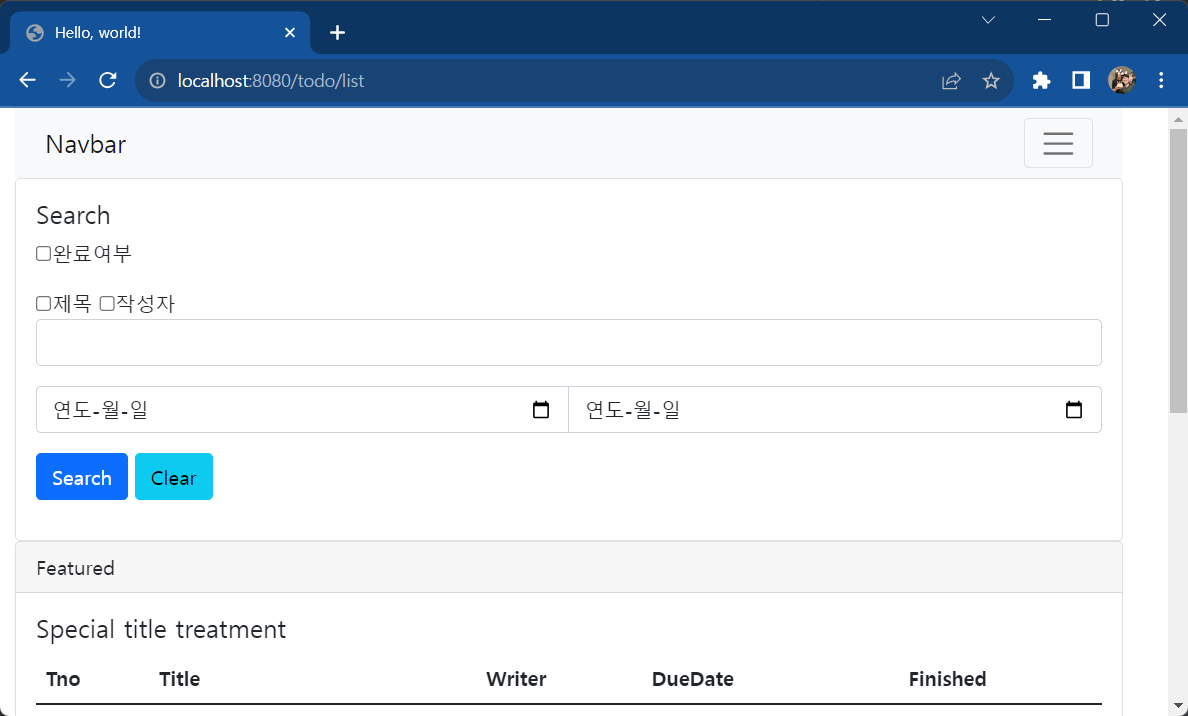 Hello, world!
localhost:8080/todo/list
Navbar
Search
완료여부
제목 작성자
연도-월-일 연도-월-일
Search Clear
Featured
Special title treatment
Tno Title Writer DueDate Finished